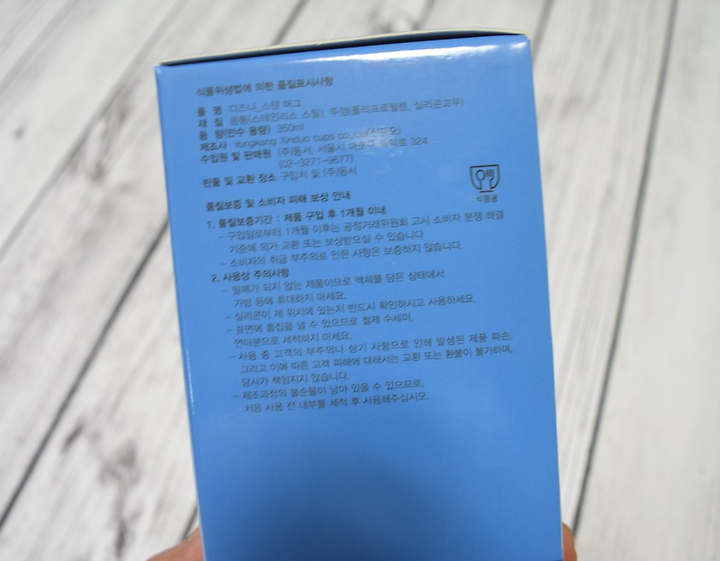 식품위생법에 의한 품질표시사항
품 명 디즈니_스텐 머그
재 질 몸통(스테인리스 스틸), 뚜껑(폴리프로필렌, 실리콘고무)
용 량(만수 용량) 350ml
제조사 Yongkang Xinduo cups co.,Ltd
수입원 및 판매원 (주)동서, 서울시 마포구 324
(02-3271-9677)
반품 및 교환 장소 구입처 및 (주)동서
식품용
품질보증 및 소비자 피해 보상 안내
1. 품질보증기간 : 제품 구입 후 1개월 이내
- 구입일로부터 1개월 이후는 공정거래위원회 고시 소비자 분쟁 해결
기준에 의거 교환 또는 보상받으실 수 있습니다
- 소비자의 취급 부주의로 인한 사항은 보증하지 않습니다.
2. 사용상 주의사항
- 밀폐가 되지 않는 제품이므로 액체를 담은 상태에서
가방 등에 휴대하지 마세요.
- 실리콘이 제 위치에 있는지 반드시 확인하시고 사용하세요.
- 표면에 흠집을 낼 수 있으므로 철제 수세미,
연마분으로 세척하지 마세요.
- 사용 중 고객의 부주의나 상기 사항으로 인해 발생된 제품 파손,
그리고 이에 따른 고객 피해에 대해서는 교환 또는 환불이 불가하며,
당사가 책임지지 않습니다.
- 제조과정의 불순물이 남아 있을 수 있으므로,
처음 사용 전 내부를 세척 후 사용해주십시오.